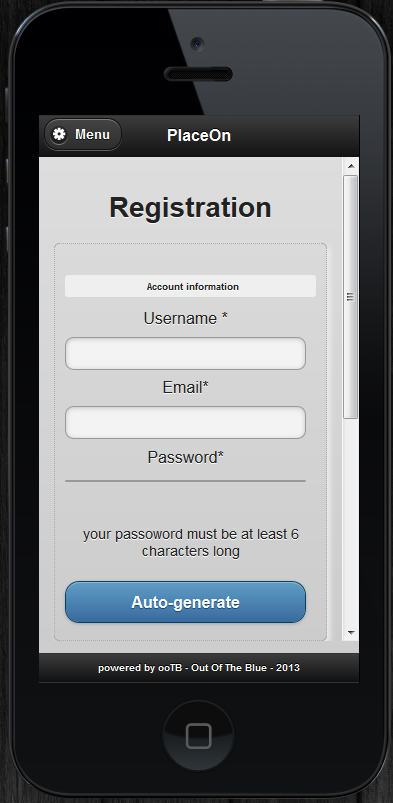 Menu
PlaceOn
Registration
Account information
Username *
Email*
Password*
your passoword must be at least 6
characters long
Auto-generate
powered by ooTB - Out Of The Blue - 2013